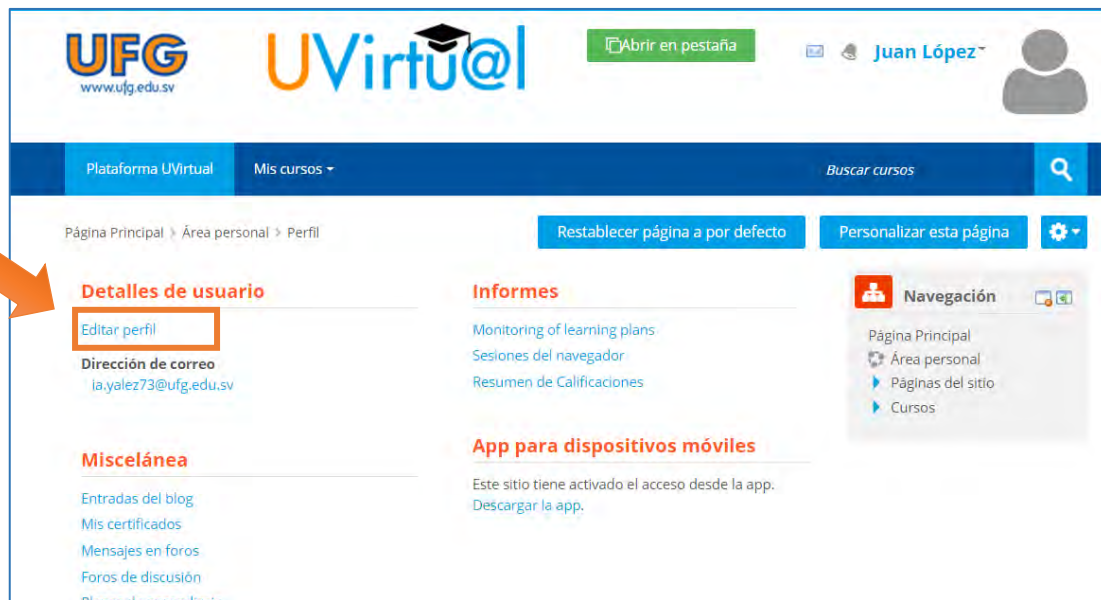 UFG
www.ufg.edu.sv
UVirtu@l
Abrir en pestaña
Juan López
Plataforma UVirtual
Mis cursos
Buscar cursos
Página Principal > Área personal > Perfil
Restablecer página a por defecto
Personalizar esta página
Detalles de usuario
Editar perfil
Dirección de correo
ia.yalez73@ufg.edu.sv
Miscelánea
Entradas del blog
Mis certificados
Mensajes en foros
Foros de discusión
Informes
Monitoring of learning plans
Sesiones del navegador
Resumen de Calificaciones
App para dispositivos móviles
Este sitio tiene activado el acceso desde la app.
Descargar la app.
Navegación
Página Principal
Área personal
Páginas del sitio
Cursos